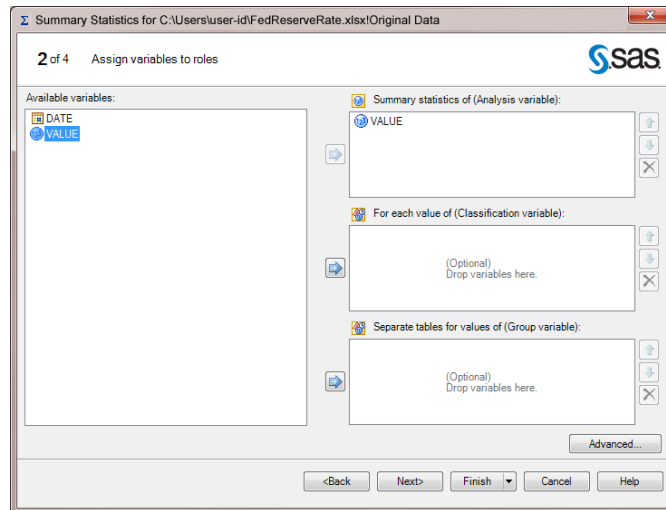 Σ Summary Statistics for C:\Users\user-id\FedReserveRate.xlsx!Original Data
2 of 4 Assign variables to roles
sas
Available variables:
DATE
VALUE
Summary statistics of (Analysis variable):
VALUE
For each value of (Classification variable):
(Optional)
Drop variables here.
Separate tables for values of (Group variable):
(Optional)
Drop variables here.
Advanced...
<Back Next> Finish Cancel Help